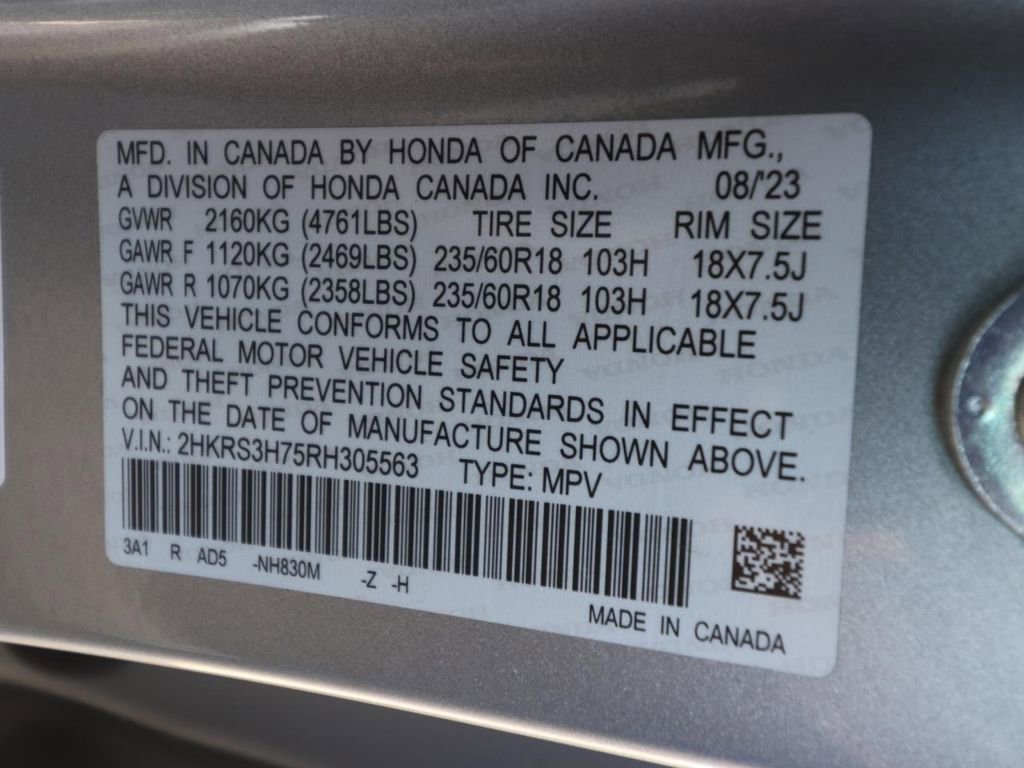 MFD. IN CANADA BY HONDA OF CANADA MFG.,
A DIVISION OF HONDA CANADA INC. 08/'23
GVWR 2160KG (4761LBS) TIRE SIZE RIM SIZE
GAWR F 1120KG (2469LBS) 235/60R18 103H 18X7.5J
GAWR R 1070KG (2358LBS) 235/60R18 103H 18X7.5J
THIS VEHICLE CONFORMS TO ALL APPLICABLE
FEDERAL MOTOR VEHICLE SAFETY
AND THEFT PREVENTION STANDARDS IN EFFECT
ON THE DATE OF MANUFACTURE SHOWN ABOVE.
V.I.N.: 2HKRS3H75RH305563 TYPE: MPV
3A1 R AD5 -NH830M -Z -H
MADE IN CANADA